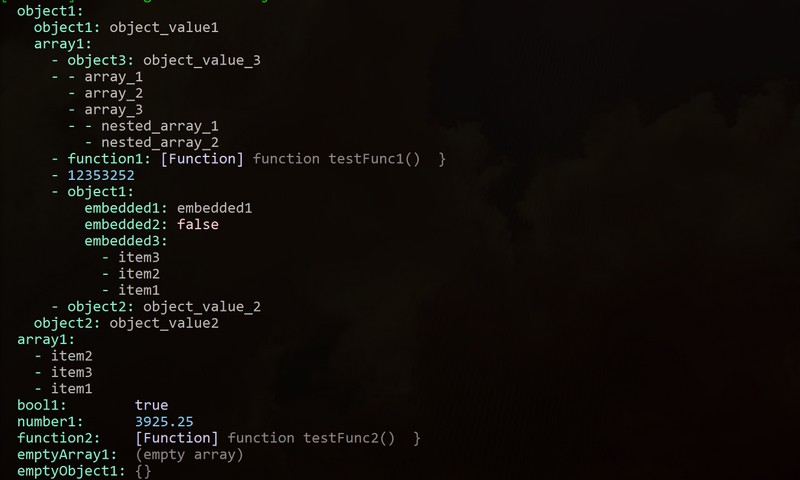 object1:
  object1: object_value1
  array1:
    - object3: object_value_3
    - - array_1
      - array_2
      - array_3
      - - nested_array_1
        - nested_array_2
    - function1: [Function] function testFunc1()  }
    - 12353252
    - object1:
        embedded1: embedded1
        embedded2: false
        embedded3:
          - item3
          - item2
          - item1
    - object2: object_value_2
  object2: object_value2
array1:
  - item2
  - item3
  - item1
bool1:        true
number1:      3925.25
function2:    [Function] function testFunc2()  }
emptyArray1:  (empty array)
emptyObject1: {}